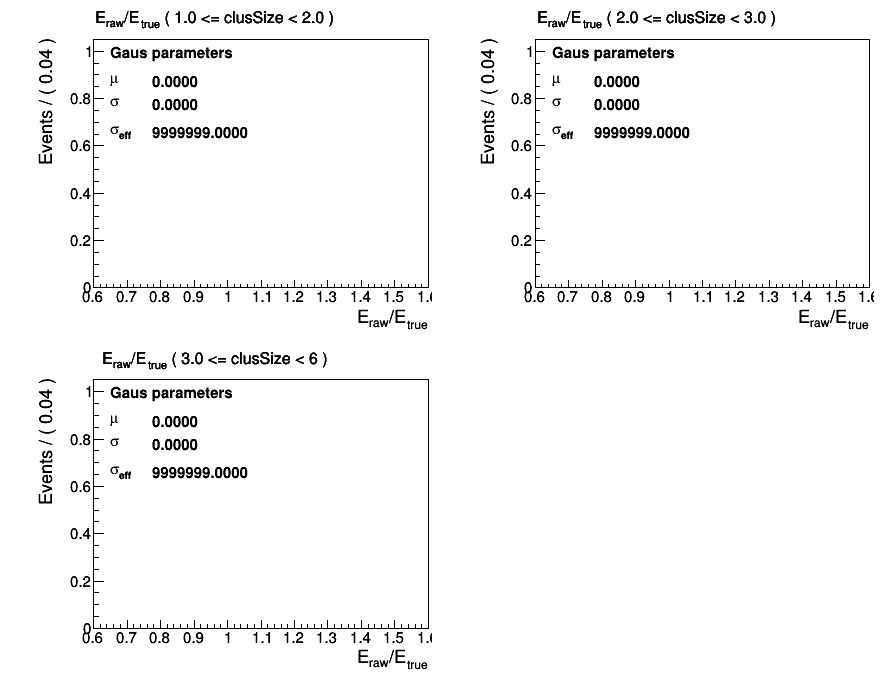 E_raw/E_true ( 1.0 <= clusSize < 2.0 )
Events / ( 0.04 )
Gaus parameters
μ 0.0000
σ 0.0000
σ_eff 9999999.0000
1
0.8
0.6
0.4
0.2
0
0.6 0.7 0.8 0.9 1 1.1 1.2 1.3 1.4 1.5 1.6
E_raw/E_true
E_raw/E_true ( 2.0 <= clusSize < 3.0 )
Events / ( 0.04 )
Gaus parameters
μ 0.0000
σ 0.0000
σ_eff 9999999.0000
1
0.8
0.6
0.4
0.2
0
0.6 0.7 0.8 0.9 1 1.1 1.2 1.3 1.4 1.5 1.6
E_raw/E_true
E_raw/E_true ( 3.0 <= clusSize < 6 )
Events / ( 0.04 )
Gaus parameters
μ 0.0000
σ 0.0000
σ_eff 9999999.0000
1
0.8
0.6
0.4
0.2
0
0.6 0.7 0.8 0.9 1 1.1 1.2 1.3 1.4 1.5 1.6
E_raw/E_true